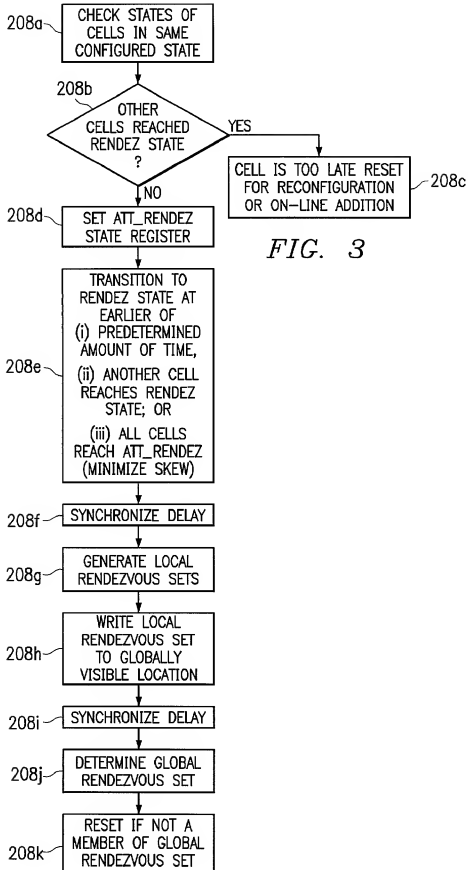 208a
CHECK STATES OF
CELLS IN SAME
CONFIGURED STATE
208b
OTHER
CELLS REACHED
RENDEZ STATE
?
YES
NO
CELL IS TOO LATE RESET
FOR RECONFIGURATION
OR ON-LINE ADDITION
208c
208d
SET ATT_RENDEZ
STATE REGISTER
FIG. 3
208e
TRANSITION TO
RENDEZ STATE AT
EARLIER OF
(i) PREDETERMINED
AMOUNT OF TIME,
(ii) ANOTHER CELL
REACHES RENDEZ
STATE; OR
(iii) ALL CELLS
REACH ATT_RENDEZ
(MINIMIZE SKEW)
208f
SYNCHRONIZE DELAY
208g
GENERATE LOCAL
RENDEZVOUS SETS
208h
WRITE LOCAL
RENDEZVOUS SET
TO GLOBALLY
VISIBLE LOCATION
208i
SYNCHRONIZE DELAY
208j
DETERMINE GLOBAL
RENDEZVOUS SET
208k
RESET IF NOT A
MEMBER OF GLOBAL
RENDEZVOUS SET